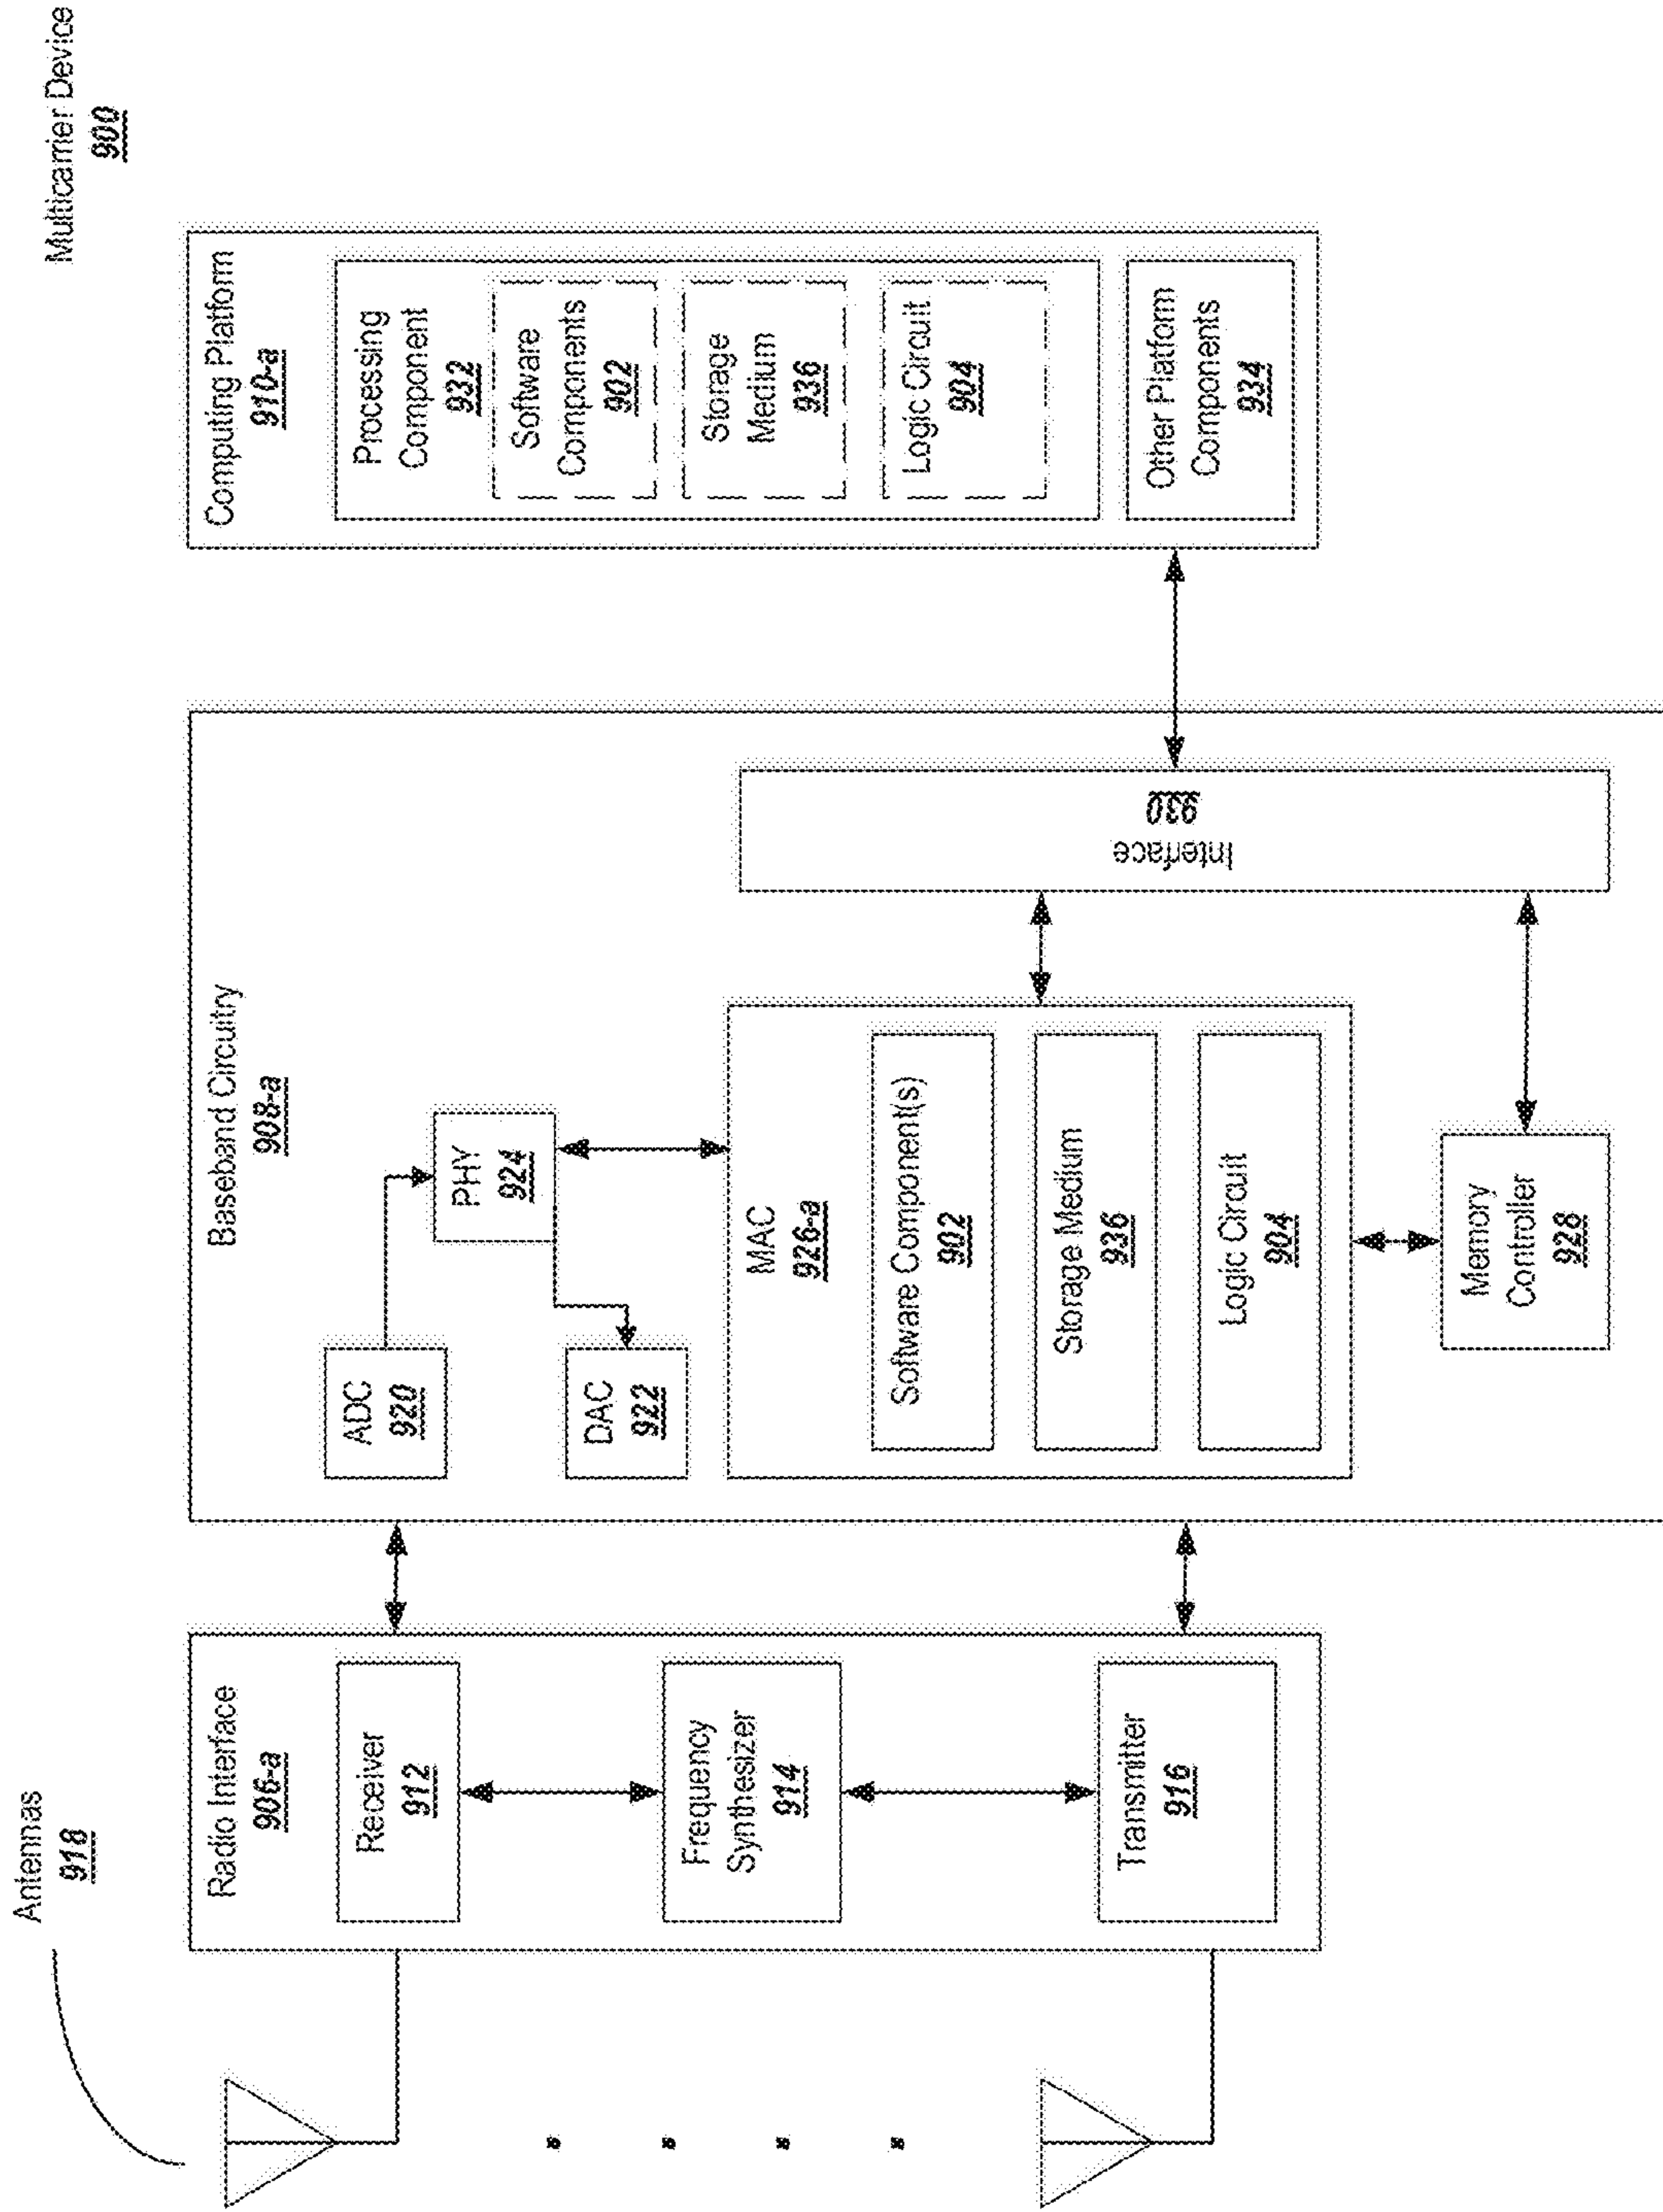 Multicarrier Device
900
Antennas
918
Radio Interface
906-a
Receiver
912
Frequency
Synthesizer
914
Transmitter
916
Baseband Circuitry
908-a
ADC
920
PHY
924
DAC
922
MAC
926-a
Software Component(s)
902
Storage Medium
936
Logic Circuit
904
Memory
Controller
928
Interface
930
Computing Platform
910-a
Processing
Component
932
Software
Components
902
Storage
Medium
936
Logic Circuit
904
Other Platform
Components
934